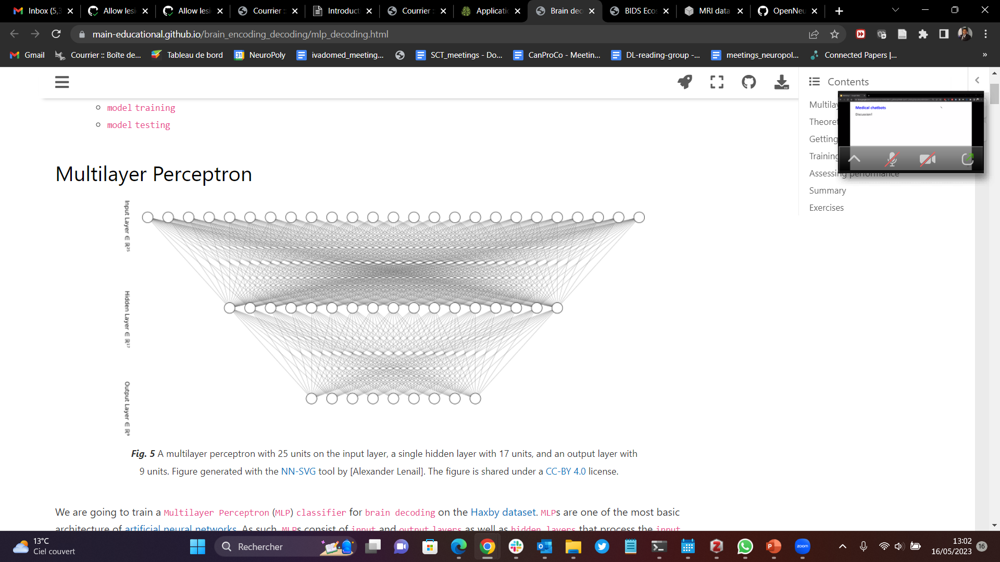 Inbox (5,3
Allow lesi
Allow lesi
Courrier ::
Introduct
Courrier ::
Applicatio
Brain dec
BIDS Ecos
MRI data
OpenNeu
main-educational.github.io/brain_encoding_decoding/mlp_decoding.html
Gmail
Courrier :: Boîte de...
Tableau de bord
31
NeuroPoly
ivadomed_meeting...
SCT_meetings - Do...
CanProCo - Meetin...
DL-reading-group -...
meetings_neuropol...
Connected Papers |...
»
Contents
Multilay
Theoret
Getting
Training
Assessing performance
Summary
Exercises
Medical chatbots
Discussion!
model training
model testing
Multilayer Perceptron
Input Layer ∈ ℝ²⁵
Hidden Layer ∈ ℝ¹⁷
Output Layer ∈ ℝ⁹
Fig. 5 A multilayer perceptron with 25 units on the input layer, a single hidden layer with 17 units, and an output layer with
9 units. Figure generated with the NN-SVG tool by [Alexander Lenail]. The figure is shared under a CC-BY 4.0 license.
We are going to train a Multilayer Perceptron (MLP) classifier for brain decoding on the Haxby dataset. MLPs are one of the most basic
architecture of artificial neural networks. As such, MLPs consist of input and output layers as well as hidden layers that process the input
13°C
Ciel couvert
Rechercher
zoom
13:02
16/05/2023
16